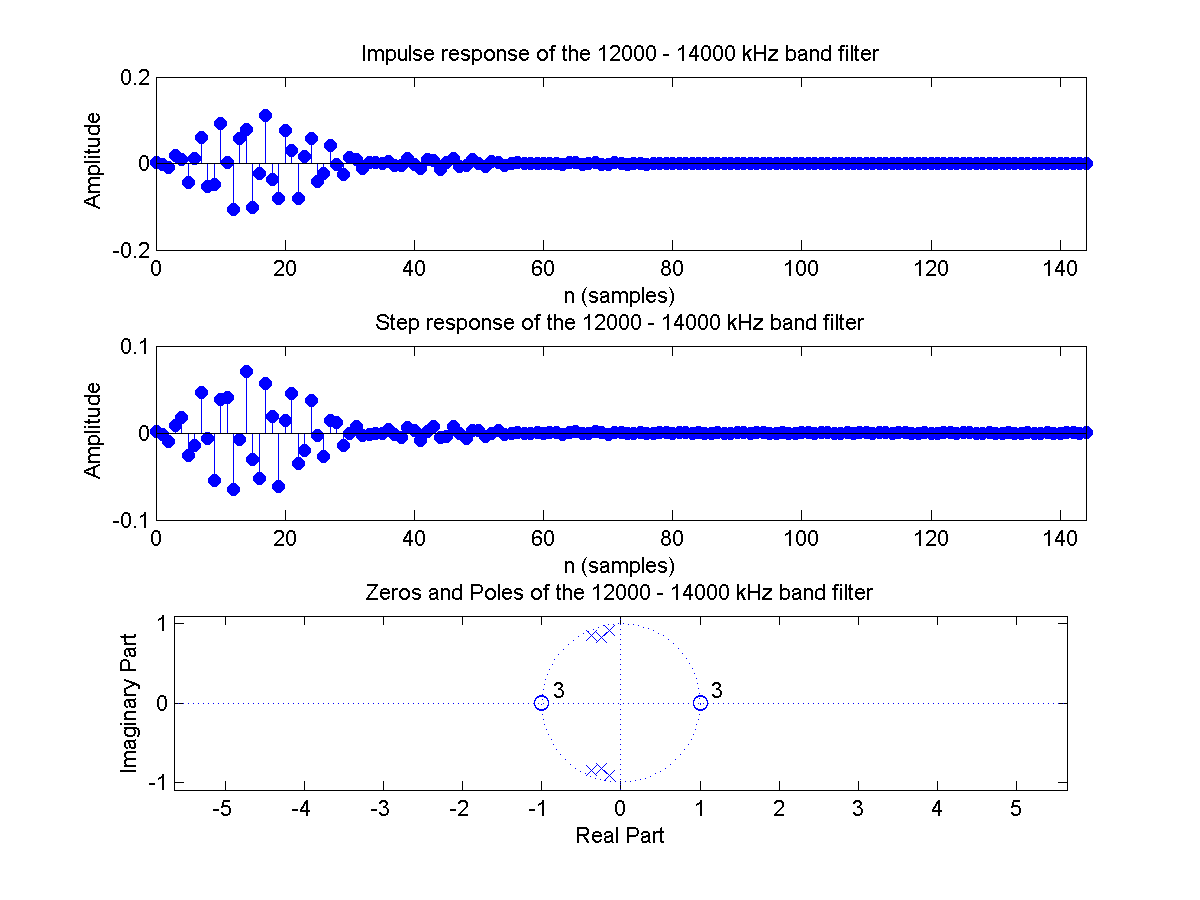 Impulse response of the 12000 - 14000 kHz band filter
0.2
0
-0.2
Amplitude
0 20 40 60 80 100 120 140
n (samples)
Step response of the 12000 - 14000 kHz band filter
0.1
0
-0.1
Amplitude
0 20 40 60 80 100 120 140
n (samples)
Zeros and Poles of the 12000 - 14000 kHz band filter
1
0
-1
Imaginary Part
3 3
-5 -4 -3 -2 -1 0 1 2 3 4 5
Real Part